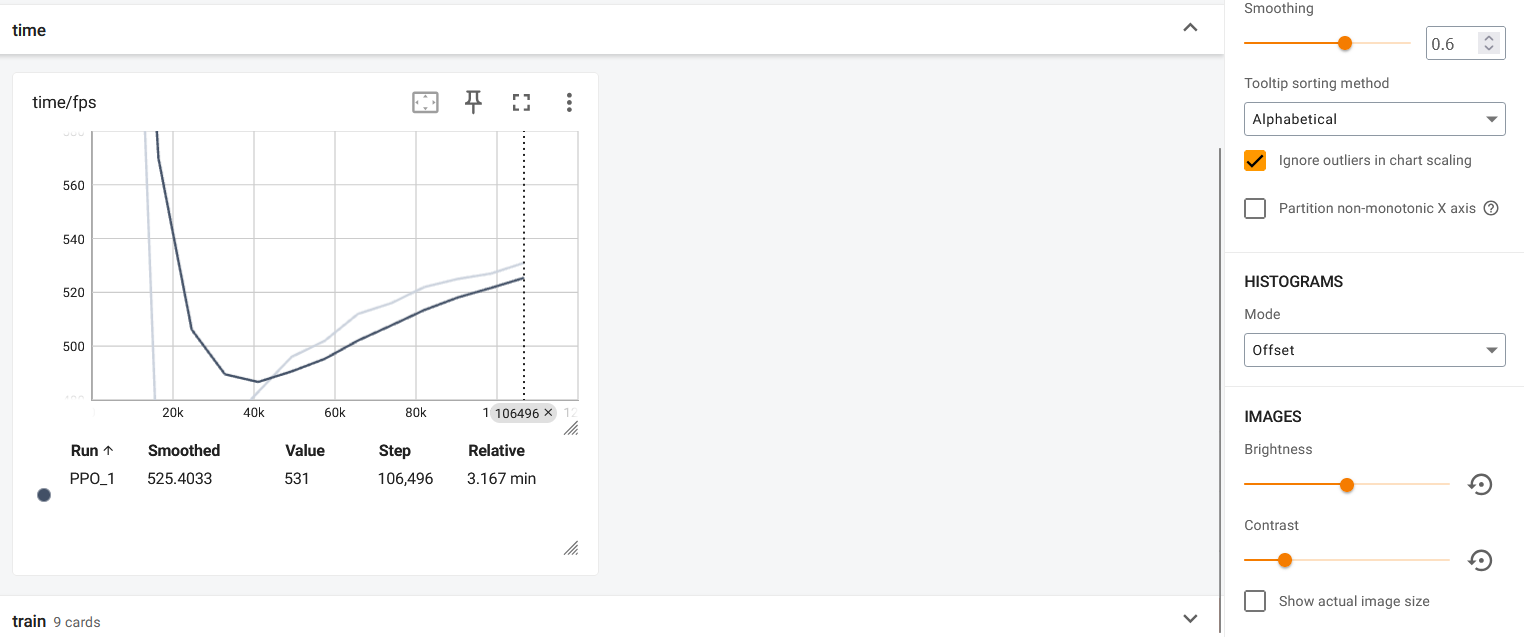 time
time/fps
560
540
520
500
20k
40k
60k
80k
106496
Run Smoothed Value Step Relative
PPO_1 525.4033 531 106,496 3.167 min
train 9 cards
Smoothing
0.6
Tooltip sorting method
Alphabetical
Ignore outliers in chart scaling
Partition non-monotonic X axis
HISTOGRAMS
Mode
Offset
IMAGES
Brightness
Contrast
Show actual image size